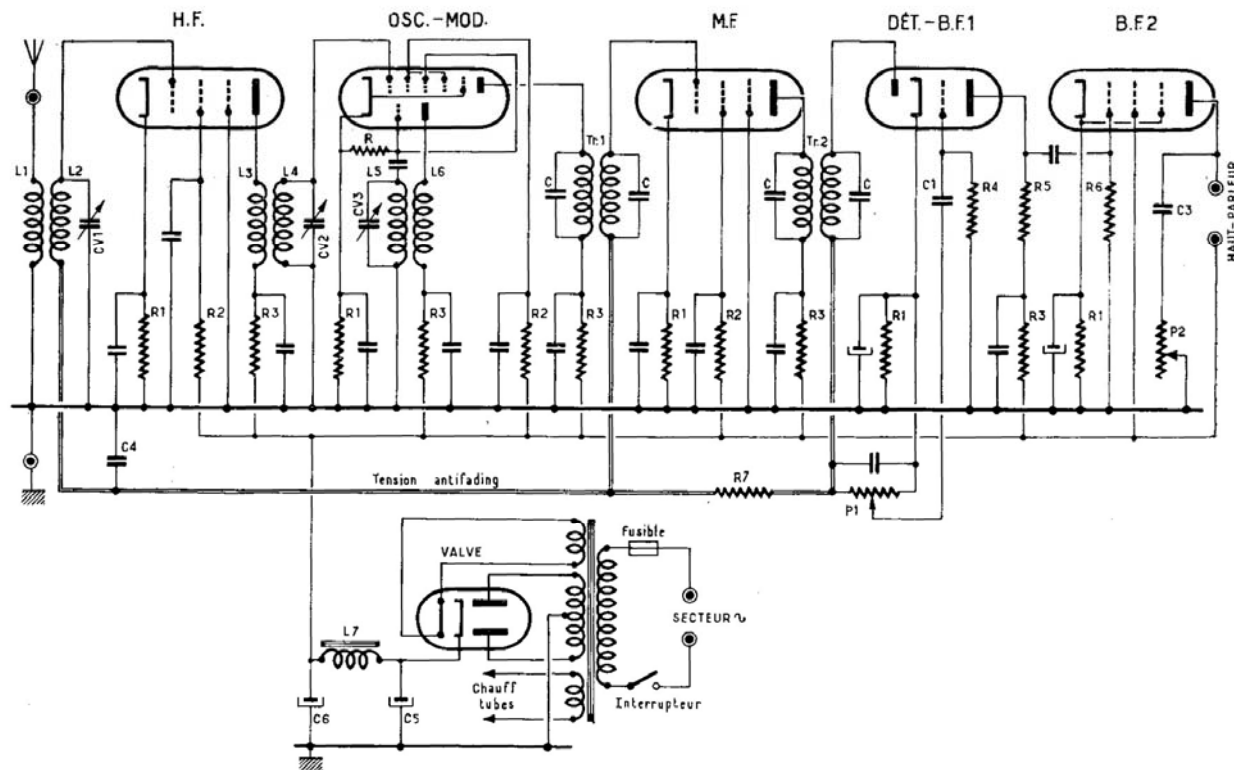 H.F.
OSC.-MOD.
M.F.
DÉT.-B.F.1
B.F.2
L1
L2
CV1
R1
R2
L3
L4
CV2
R3
R
L5
L6
CV3
R1
R3
R2
Tr.1
C
C
R3
R1
R2
Tr.2
C
C
R3
C1
R4
R5
R6
R1
R3
R1
C3
P2
HAUT-PARLEUR
C4
Tension antifading
R7
P1
VALVE
Fusible
SECTEUR ∿
L7
Chauff
tubes
Interrupteur
C6
C5